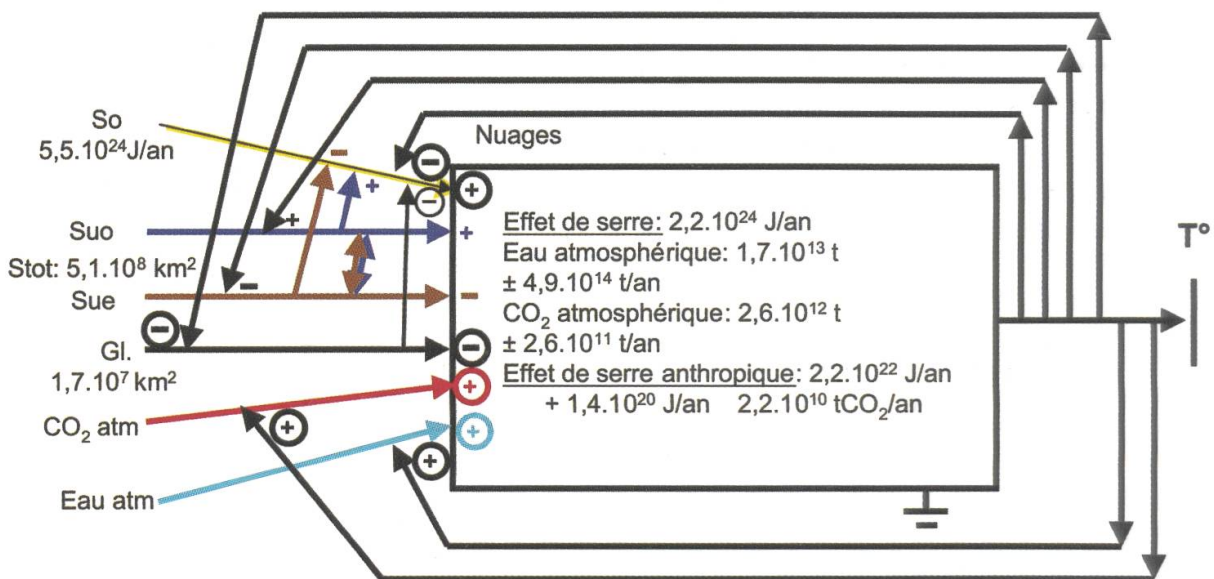 So
5,5.10²⁴J/an
Suo
Stot: 5,1.10⁸ km²
Sue
Gl.
1,7.10⁷ km²
CO₂ atm
Eau atm
Nuages
Effet de serre: 2,2.10²⁴ J/an
Eau atmosphérique: 1,7.10¹³ t
± 4,9.10¹⁴ t/an
CO₂ atmosphérique: 2,6.10¹² t
± 2,6.10¹¹ t/an
Effet de serre anthropique: 2,2.10²² J/an
+ 1,4.10²⁰ J/an 2,2.10¹⁰ tCO₂/an
T°